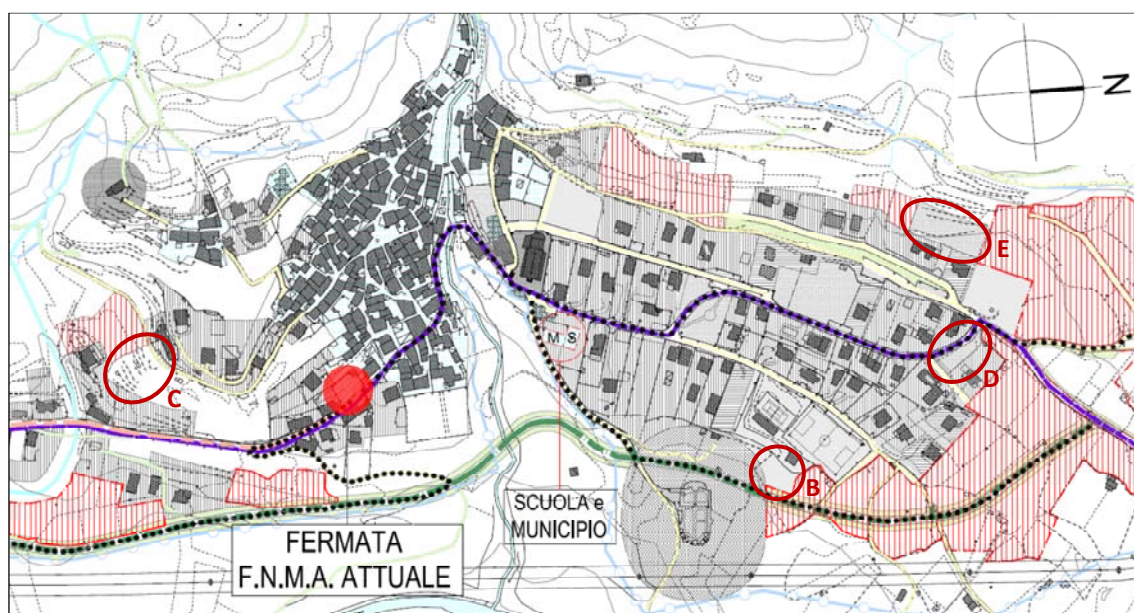 N
E
M S
C
D
B
SCUOLA e
MUNICIPIO
FERMATA
F.N.M.A. ATTUALE